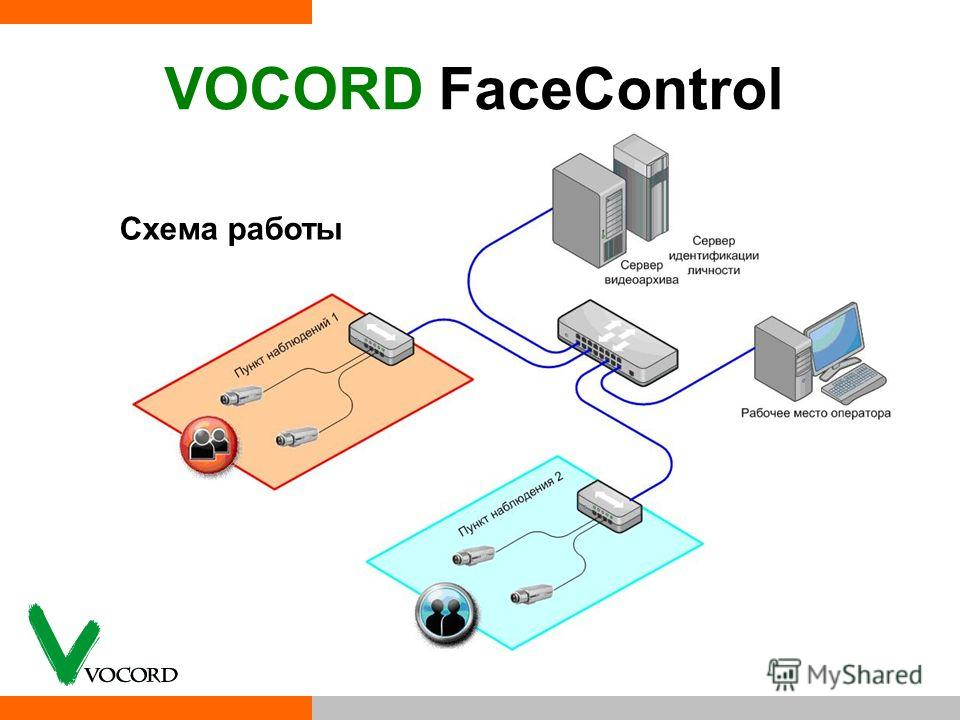 VOCORD FaceControl
Схема работы
Сервер
идентификации
личности
Сервер
видеоархива
Пункт наблюдений 1
Рабочее место оператора
Пункт наблюдения 2
VOCORD
MyShared